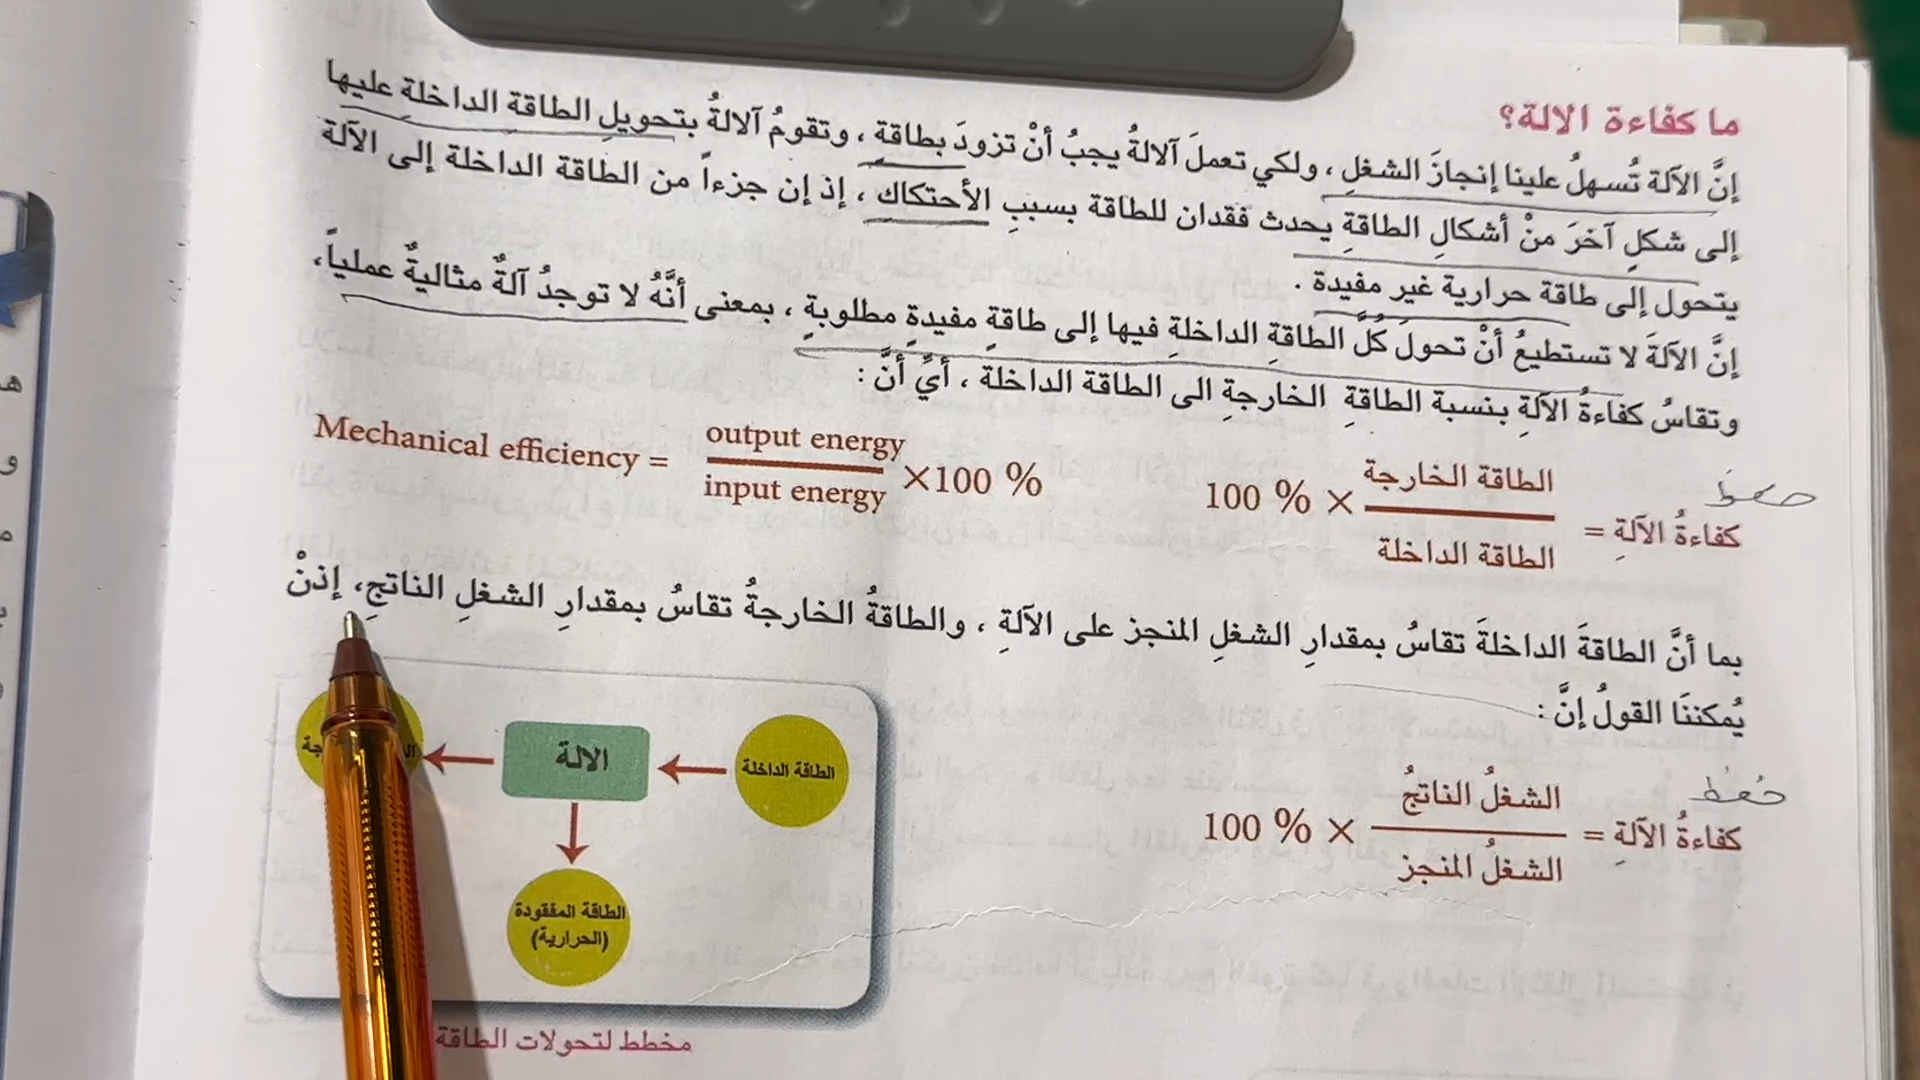 ما كفاءة الالة؟
إنَّ الآلة تُسهلُ علينا إنجازَ الشغلِ ، ولكي تعملَ آلالةُ يجبُ أنْ تزودَ بطاقةٍ ، وتقومُ آلالةُ بتحويلِ الطاقة الداخلةِ عليها
إلى شكلٍ آخرَ منْ أشكالِ الطاقةِ يحدث فقدان للطاقة بسببِ الأحتكاك ، إذ إن جزءاً من الطاقة الداخلة إلى الآلة
يتحول إلى طاقة حرارية غير مفيدة .
إنَّ الآلةَ لا تستطيعُ أنْ تحولَ كُلَّ الطاقةِ الداخلةِ فيها إلى طاقةٍ مفيدةٍ مطلوبةٍ ، بمعنى أنَّهُ لا توجدُ آلةٌ مثاليةٌ عملياً،
وتقاسُ كفاءةُ الآلةِ بنسبة الطاقةِ الخارجةِ الى الطاقة الداخلة ، أيَّ أنَّ :
كفاءةُ الآلةِ = الطاقة الخارجة
الطاقة الداخلة
× 100 %
Mechanical efficiency = output energy
input energy
×100 %
بما أنَّ الطاقةَ الداخلةَ تقاسُ بمقدارِ الشغلِ المنجز على الآلةِ ، والطاقةُ الخارجةُ تقاسُ بمقدارِ الشغلِ الناتجِ، إذنْ
يُمكننَا القولُ إنَّ :
كفاءةُ الآلةِ = الشغلُ الناتجُ
الشغلُ المنجز
× 100 %
الطاقة الداخلة
الالة
الطاقة المفقودة
(الحرارية)
مخطط لتحولات الطاقة